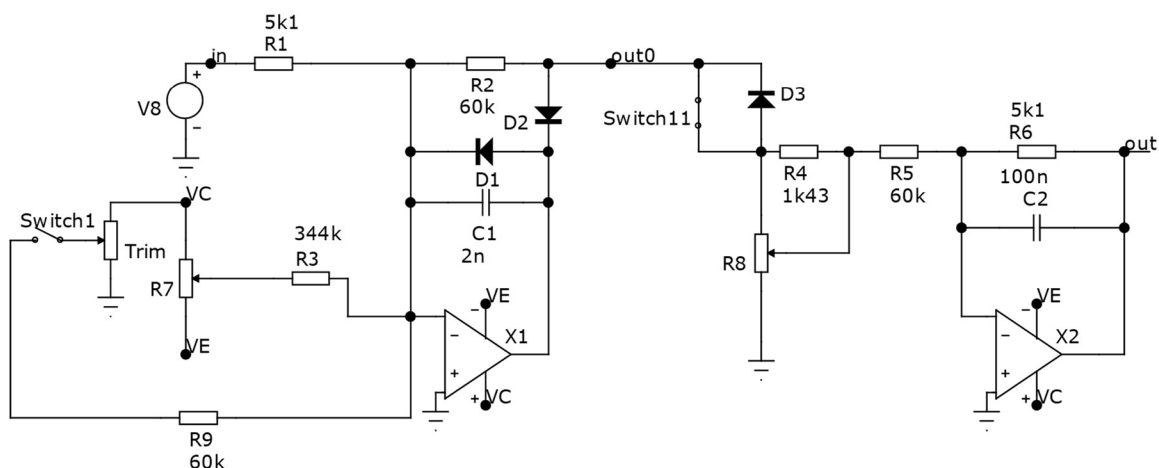 5k1
R1
in
+
V8
−
R2
60k
out0
D2
D1
C1
2n
Switch11
D3
R4
1k43
R5
60k
5k1
R6
out
100n
C2
R8
VC
Switch1
Trim
R7
344k
R3
VE
VE
−
−
X1
+
+
VC
VE
−
−
X2
+
+
VC
R9
60k